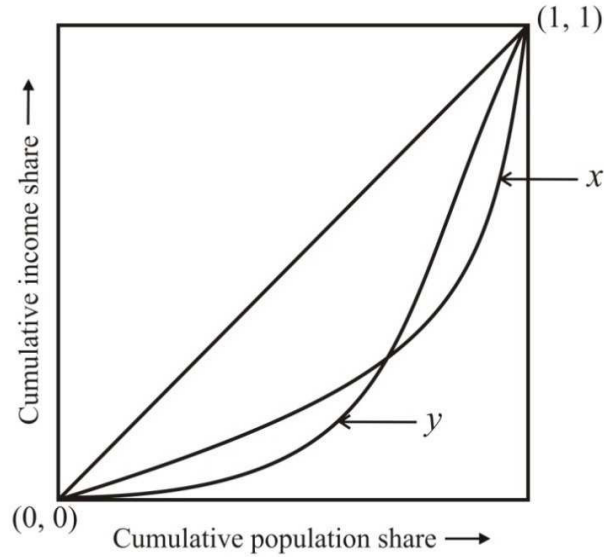 (1, 1)
Cumulative income share
x
y
(0, 0)
Cumulative population share